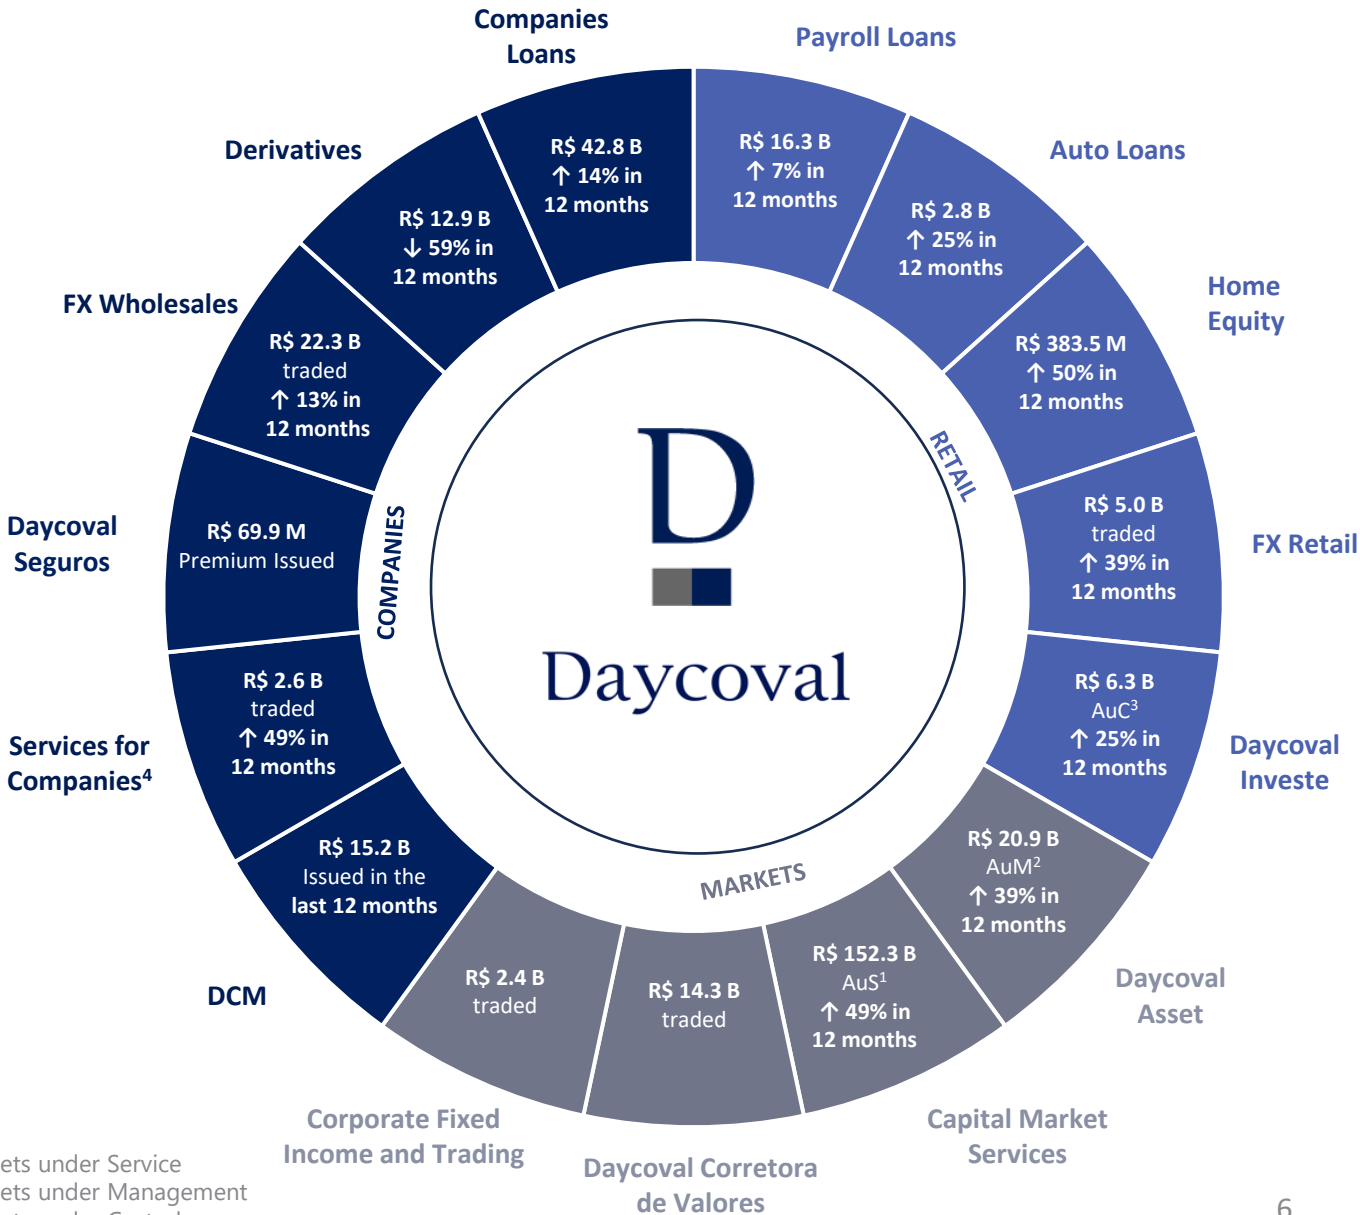 Companies
Loans
R$ 42.8 B
↑ 14% in
12 months
Payroll Loans
R$ 16.3 B
↑ 7% in
12 months
Auto Loans
R$ 2.8 B
↑ 25% in
12 months
Home
Equity
R$ 383.5 M
↑ 50% in
12 months
FX Retail
R$ 5.0 B
traded
↑ 39% in
12 months
Daycoval
Investe
R$ 6.3 B
AuC³
↑ 25% in
12 months
Daycoval
Asset
R$ 20.9 B
AuM²
↑ 39% in
12 months
Capital Market
Services
R$ 152.3 B
AuS¹
↑ 49% in
12 months
Daycoval Corretora
de Valores
R$ 14.3 B
traded
Corporate Fixed
Income and Trading
R$ 2.4 B
traded
DCM
R$ 15.2 B
Issued in the
last 12 months
Services for
Companies⁴
R$ 2.6 B
traded
↑ 49% in
12 months
Daycoval
Seguros
R$ 69.9 M
Premium Issued
FX Wholesales
R$ 22.3 B
traded
↑ 13% in
12 months
Derivatives
R$ 12.9 B
↓ 59% in
12 months
COMPANIES
RETAIL
MARKETS
D
Daycoval
ets under Service
ets under Management
6